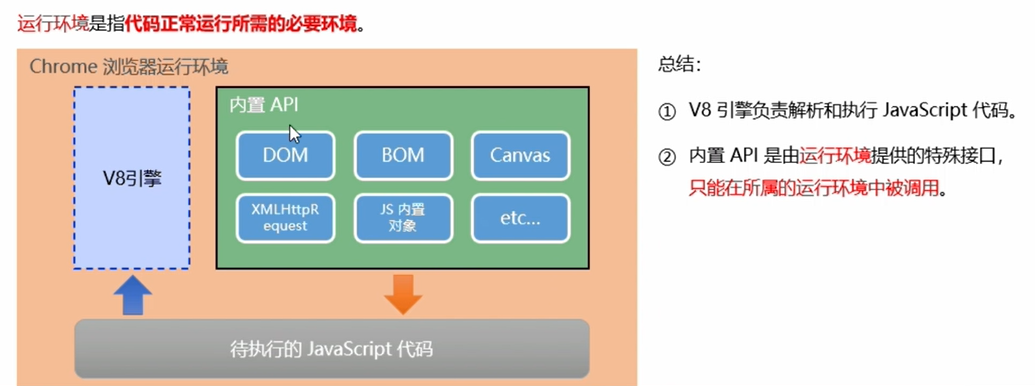 运行环境是指代码正常运行所需的必要环境。
Chrome 浏览器运行环境
V8引擎
内置 API
DOM
BOM
Canvas
XMLHttpR
equest
JS 内置
对象
etc...
待执行的 JavaScript 代码
总结：
① V8 引擎负责解析和执行 JavaScript 代码。
② 内置 API 是由运行环境提供的特殊接口，
只能在所属的运行环境中被调用。